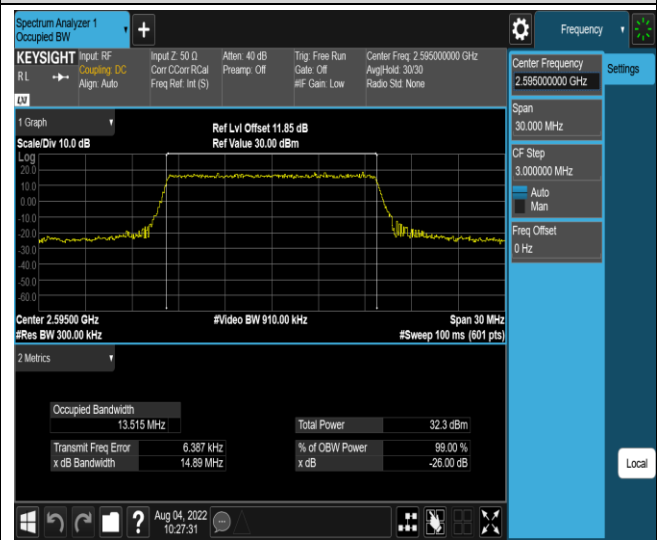 Spectrum Analyzer 1
Occupied BW
+
Frequency
KEYSIGHT
R L
LXI
Input: RF
Coupling: DC
Align: Auto
Input Z: 50 Ω
Corr CCorr RCal
Freq Ref: Int (S)
Atten: 40 dB
Preamp: Off
Trig: Free Run
Gate: Off
#IF Gain: Low
Center Freq: 2.595000000 GHz
Avg|Hold: 30/30
Radio Std: None
Center Frequency
2.595000000 GHz
Settings
Span
30.000 MHz
CF Step
3.000000 MHz
Auto
Man
Freq Offset
0 Hz
1 Graph
Scale/Div 10.0 dB
Ref Lvl Offset 11.85 dB
Ref Value 30.00 dBm
Log
20.0
10.0
0.00
-10.0
-20.0
-30.0
-40.0
-50.0
-60.0
Center 2.59500 GHz
#Res BW 300.00 kHz
#Video BW 910.00 kHz
Span 30 MHz
#Sweep 100 ms (601 pts)
2 Metrics
Occupied Bandwidth
13.515 MHz
Total Power 32.3 dBm
Transmit Freq Error 6.387 kHz
% of OBW Power 99.00 %
x dB Bandwidth 14.89 MHz
x dB -26.00 dB
Local
?
Aug 04, 2022
10:27:31